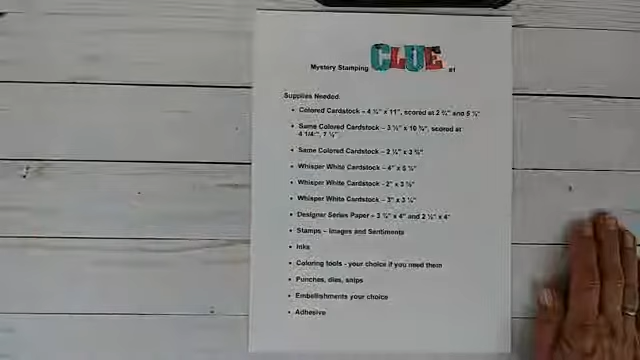 Mystery Stamping CLUE #1
Supplies Needed:
Colored Cardstock – 4 ¼" x 11", scored at 2 ¾" and 5 ½"
Same Colored Cardstock – 3 ½" x 10 ¾", scored at
4 1/4", 7 ½"
Same Colored Cardstock – 2 ¼" x 3 ¾"
Whisper White Cardstock – 4" x 5 ¼"
Whisper White Cardstock - 2" x 3 ½"
Whisper White Cardstock – 3" x 3 ¼"
Designer Series Paper – 3 ¾" x 4" and 2 ½" x 4"
Stamps – Images and Sentiments
Inks
Coloring tools - your choice if you need them
Punches, dies, snips
Embellishments your choice
Adhesive